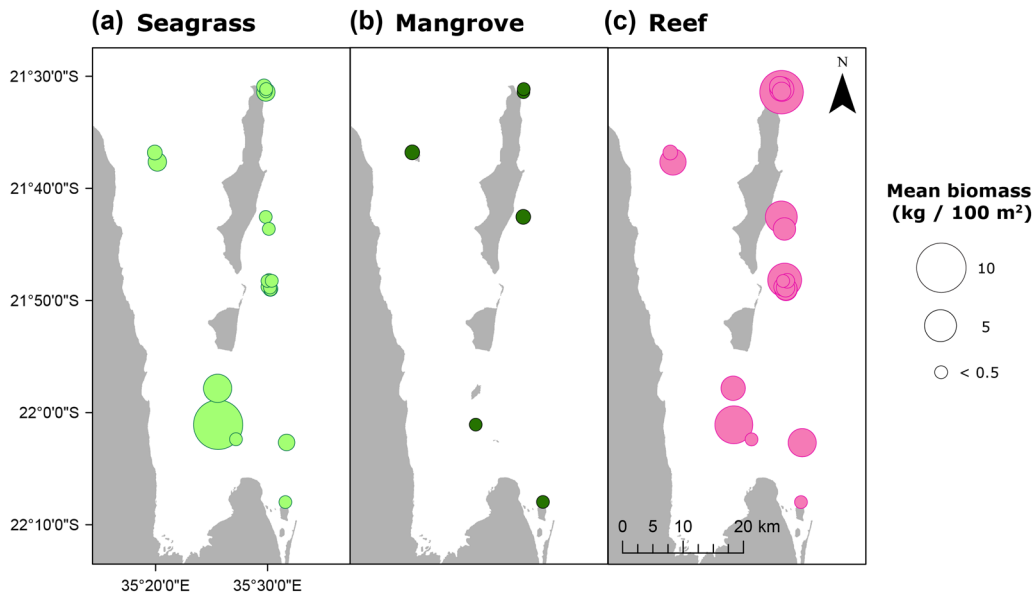 (a) Seagrass
(b) Mangrove
(c) Reef
21°30'0"S
21°40'0"S
21°50'0"S
22°0'0"S
22°10'0"S
35°20'0"E
35°30'0"E
N
0 5 10 20 km
Mean biomass
(kg / 100 m²)
10
5
< 0.5